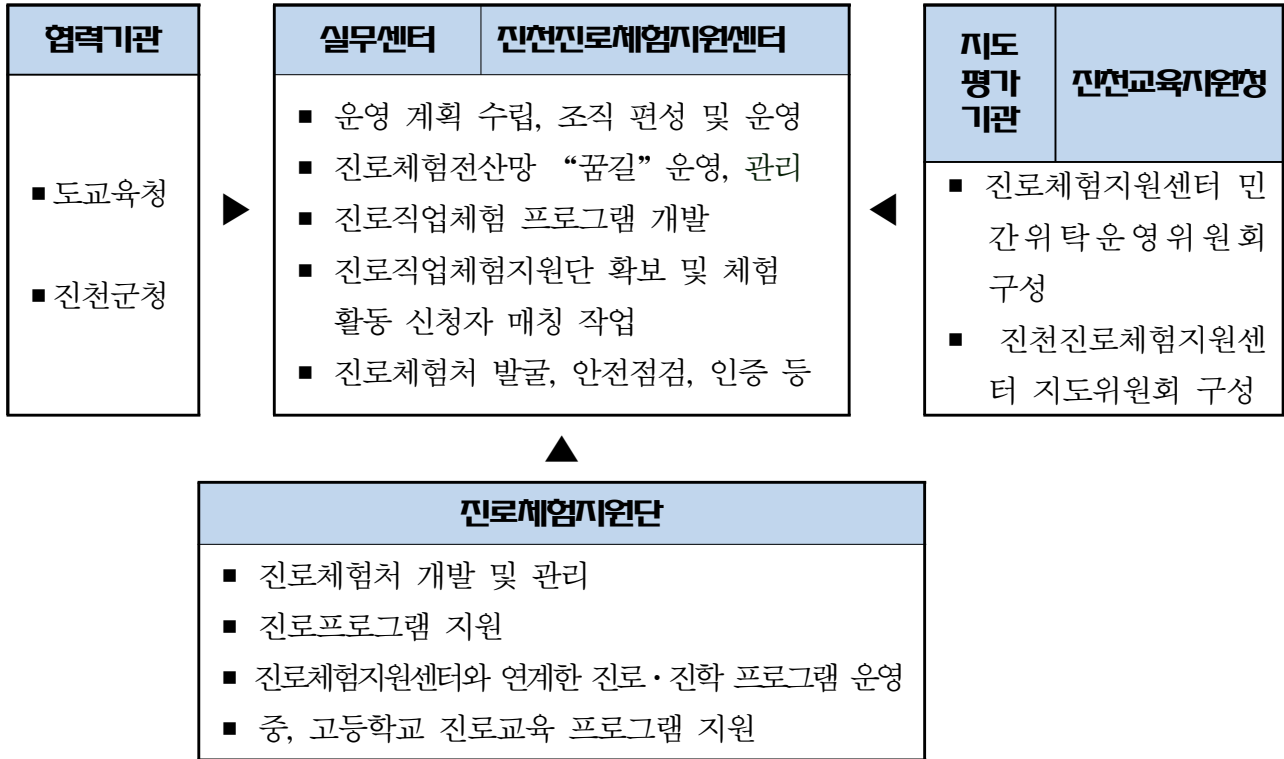 협력기관
■ 도교육청
■ 진천군청
▶
실무센터 진천진로체험지원센터
■ 운영 계획 수립, 조직 편성 및 운영
■ 진로체험전산망 “꿈길” 운영, 관리
■ 진로직업체험 프로그램 개발
■ 진로직업체험지원단 확보 및 체험
활동 신청자 매칭 작업
■ 진로체험처 발굴, 안전점검, 인증 등
◀
지도
평가
기관
진천교육지원청
■ 진로체험지원센터 민
간위탁운영위원회
구성
■ 진천진로체험지원센
터 지도위원회 구성
▲
진로체험지원단
■ 진로체험처 개발 및 관리
■ 진로프로그램 지원
■ 진로체험지원센터와 연계한 진로·진학 프로그램 운영
■ 중, 고등학교 진로교육 프로그램 지원